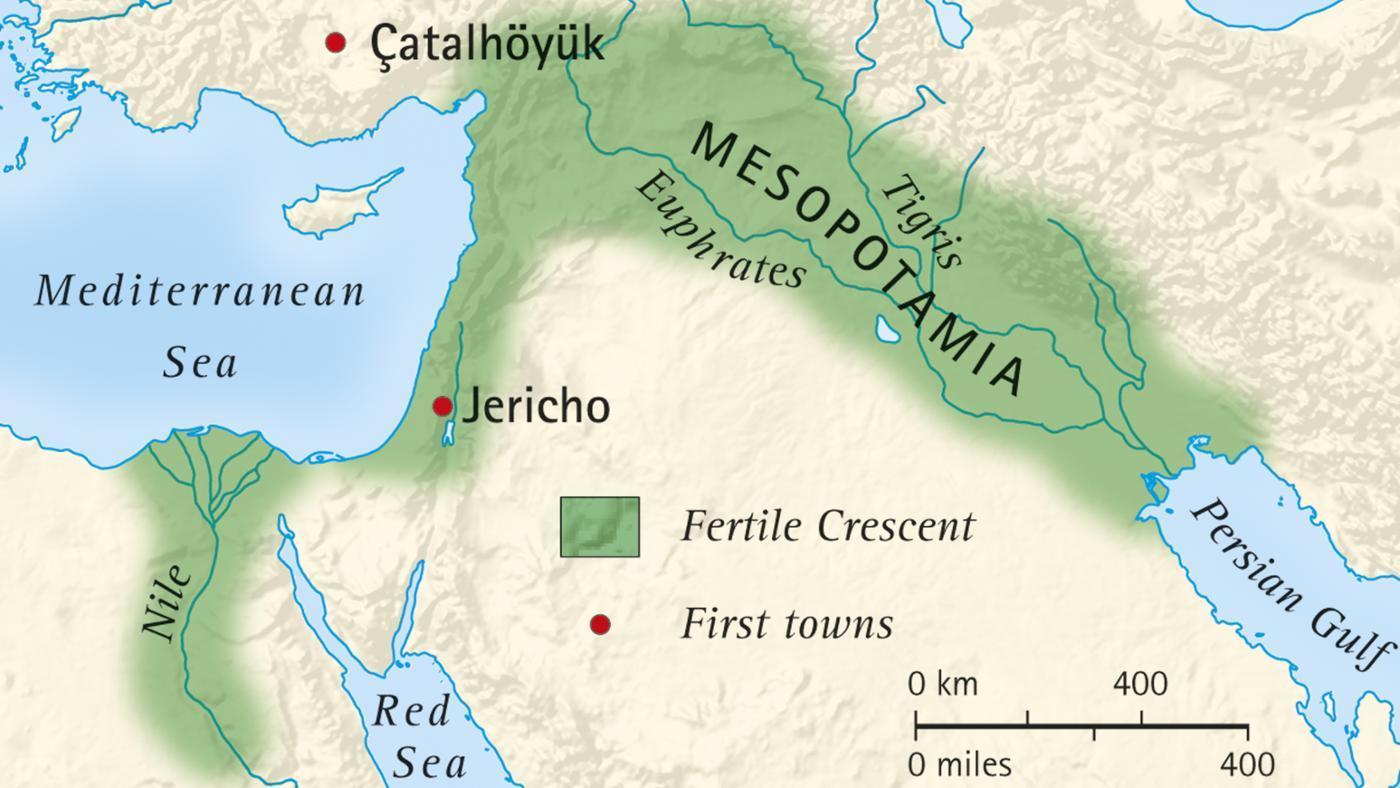 Çatalhöyük
MESOPOTAMIA
Tigris
Euphrates
Mediterranean
Sea
Jericho
Fertile Crescent
Nile
Persian Gulf
First towns
0 km 400
Red
Sea
0 miles 400